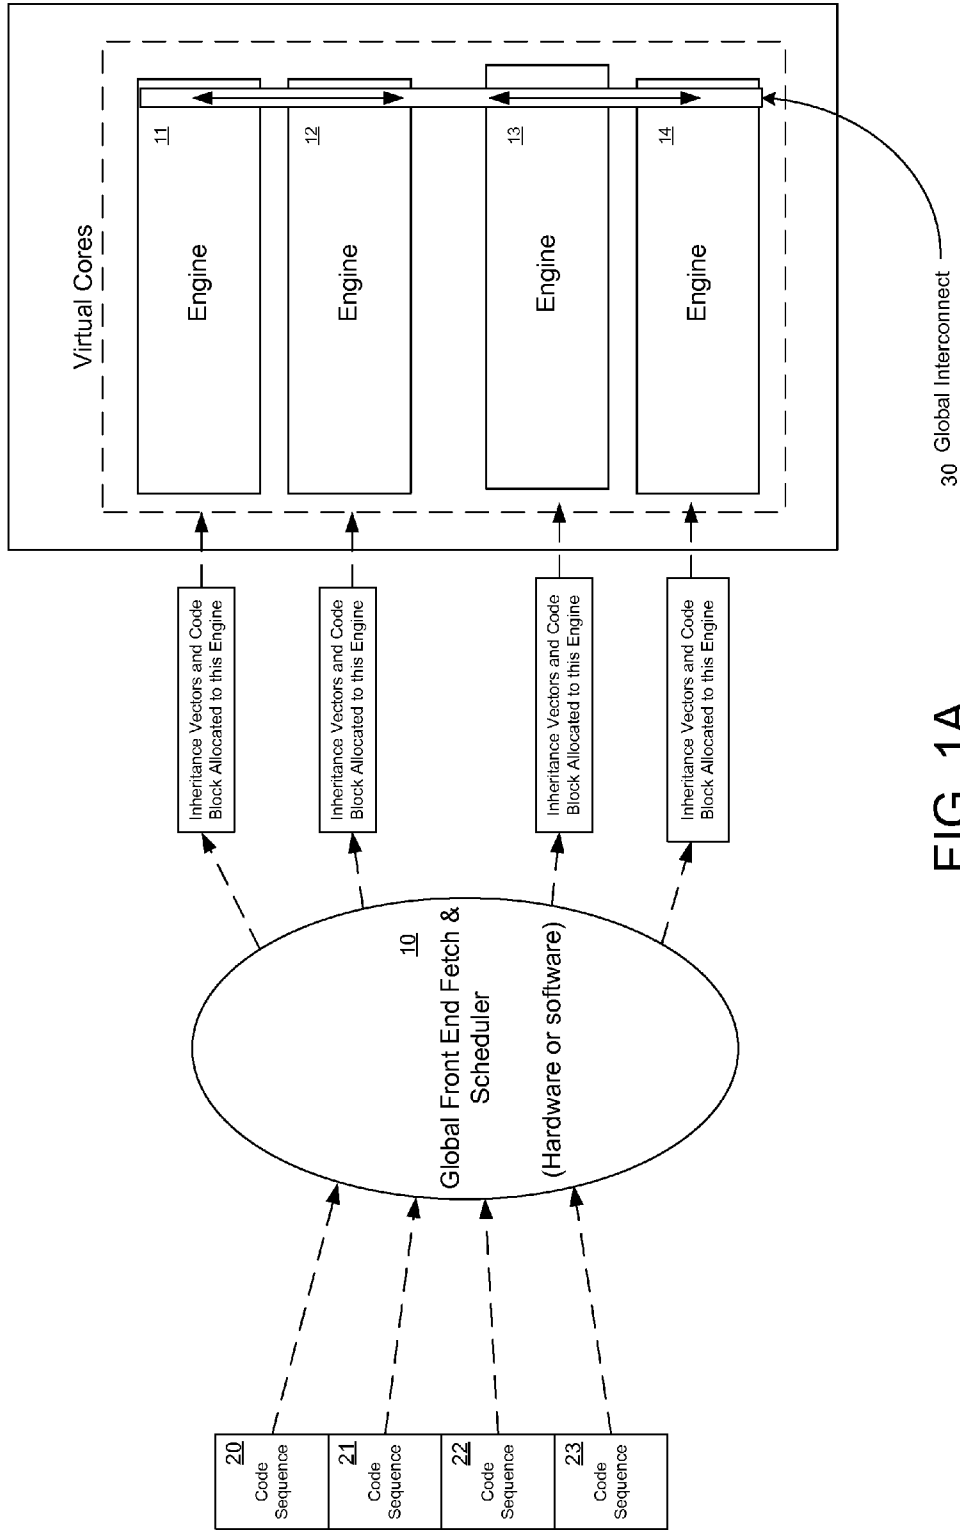 20
Code
Sequence
21
Code
Sequence
22
Code
Sequence
23
Code
Sequence
10
Global Front End Fetch &
Scheduler
(Hardware or software)
Inheritance Vectors and Code
Block Allocated to this Engine
Inheritance Vectors and Code
Block Allocated to this Engine
Inheritance Vectors and Code
Block Allocated to this Engine
Inheritance Vectors and Code
Block Allocated to this Engine
Virtual Cores
11
Engine
12
Engine
13
Engine
14
Engine
30 Global Interconnect
FIG. 1A